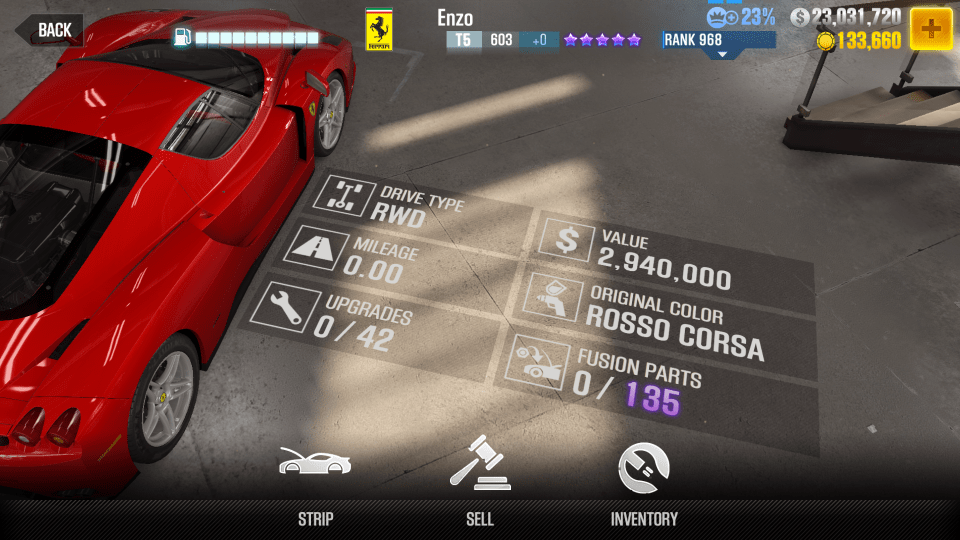 BACK
Ferrari
Enzo
T5 603 +0
23%
23,031,720
RANK 968
133,660
DRIVE TYPE
RWD
MILEAGE
0.00
UPGRADES
0 / 42
VALUE
2,940,000
ORIGINAL COLOR
ROSSO CORSA
FUSION PARTS
0 / 135
STRIP
SELL
INVENTORY